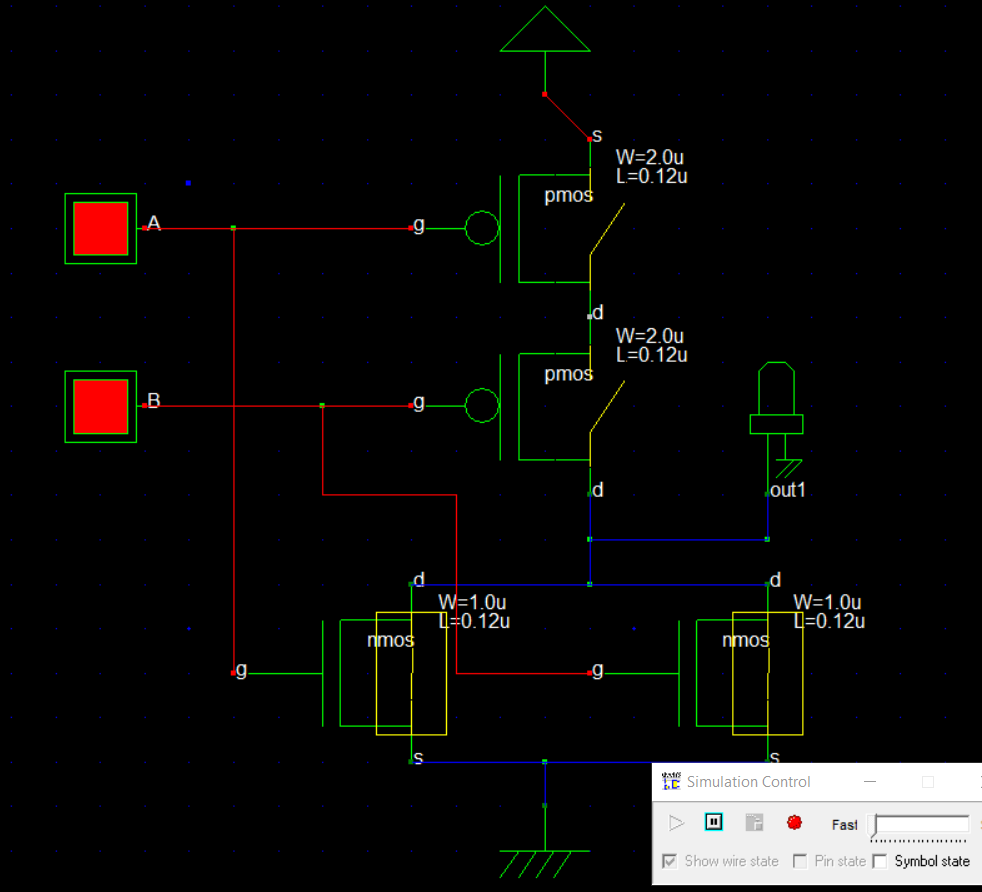 s
W=2.0u
L=0.12u
pmos
A
g
d
W=2.0u
L=0.12u
pmos
B
g
d
out1
d
W=1.0u
L=0.12u
nmos
g
s
d
W=1.0u
L=0.12u
nmos
g
s
Simulation Control
Fast
Show wire state
Pin state
Symbol state